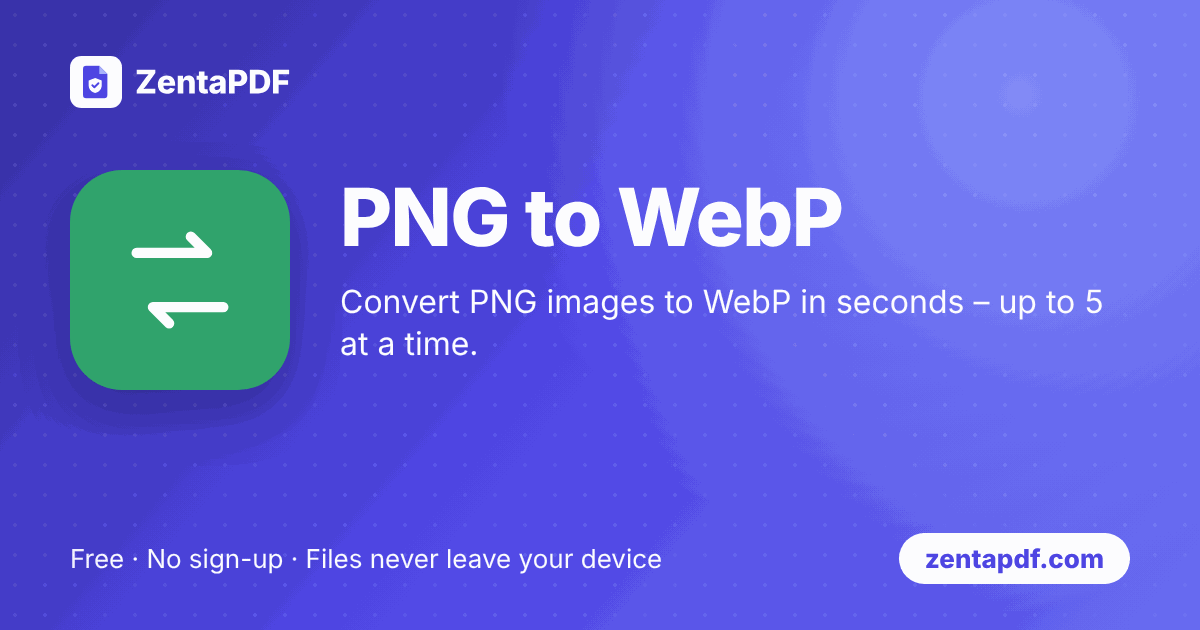 ZentaPDF
PNG to WebP
Convert PNG images to WebP in seconds – up to 5
at a time.
Free · No sign-up · Files never leave your device
zentapdf.com